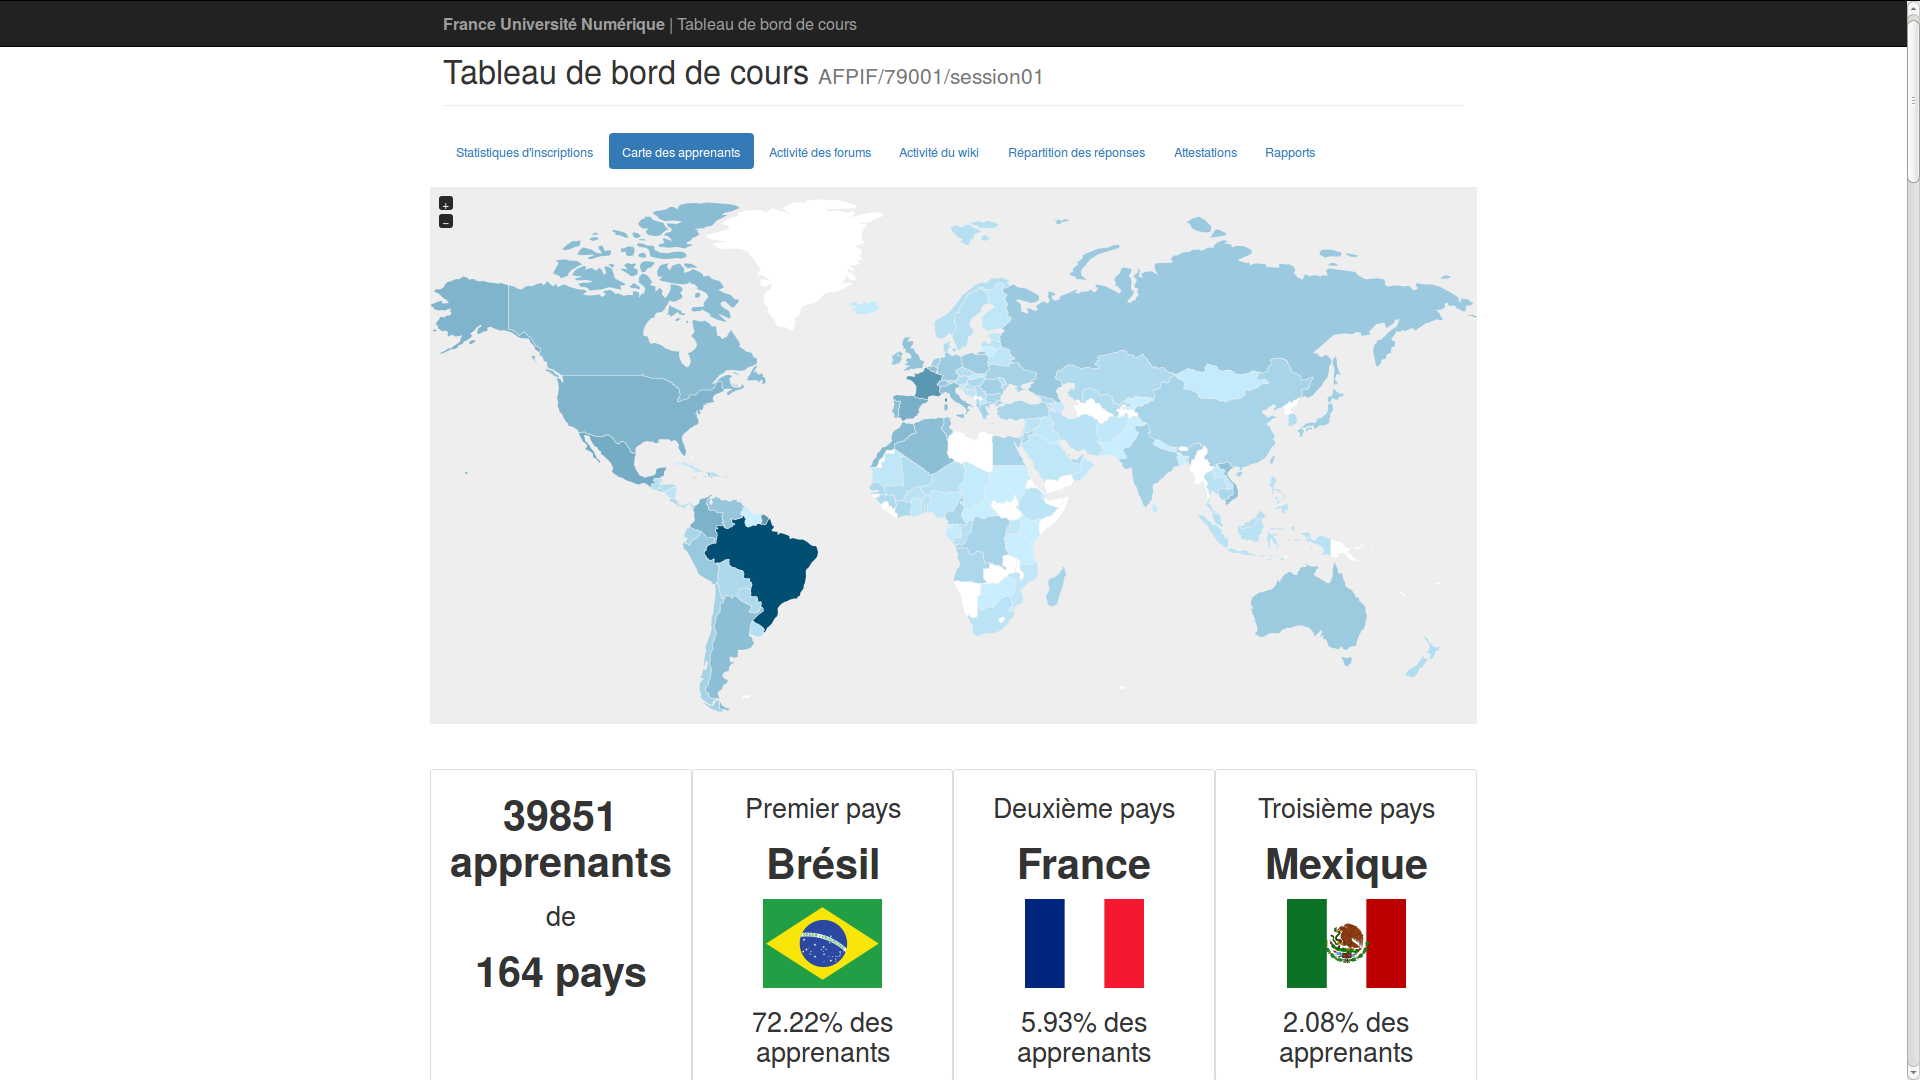 France Université Numérique | Tableau de bord de cours
Tableau de bord de cours AFPIF/79001/session01
Statistiques d'inscriptions Carte des apprenants Activité des forums Activité du wiki Répartition des réponses Attestations Rapports
+
−
39851
apprenants
de
164 pays
Premier pays
Brésil
72.22% des
apprenants
Deuxième pays
France
5.93% des
apprenants
Troisième pays
Mexique
2.08% des
apprenants